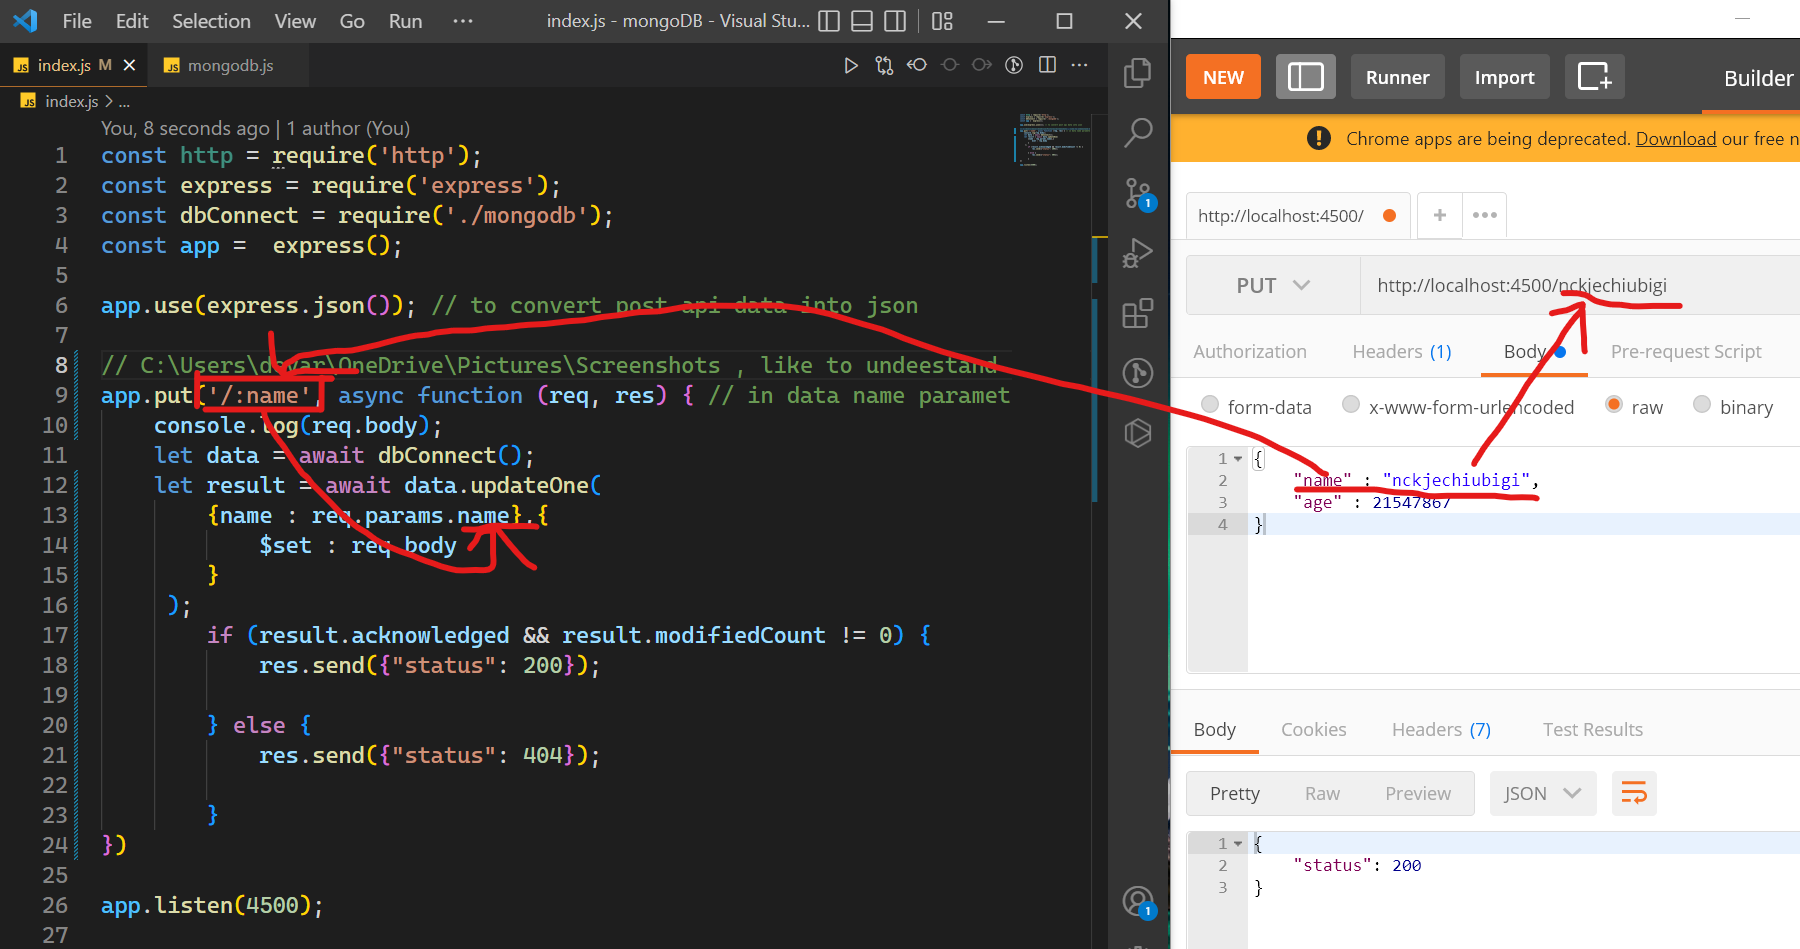 File Edit Selection View Go Run ··· index.js - mongoDB - Visual Stu...
JS index.js M JS mongodb.js
JS index.js > ...
You, 8 seconds ago | 1 author (You)
1 const http = require('http');
2 const express = require('express');
3 const dbConnect = require('./mongodb');
4 const app =  express();
5
6 app.use(express.json()); // to convert post api data into json
7
8 // C:\Users\devar\OneDrive\Pictures\Screenshots , like to undeestand
9 app.put('/:name', async function (req, res) { // in data name paramet
10 console.log(req.body);
11 let data = await dbConnect();
12 let result = await data.updateOne(
13 {name : req.params.name},{
14 $set : req.body
15 }
16 );
17 if (result.acknowledged && result.modifiedCount != 0) {
18 res.send({"status": 200});
19
20 } else {
21 res.send({"status": 404});
22
23 }
24 })
25
26 app.listen(4500);
27
1
1
NEW Runner Import Builder
Chrome apps are being deprecated. Download our free
http://localhost:4500/ + •••
PUT http://localhost:4500/nckjechiubigi
Authorization Headers (1) Body Pre-request Script
form-data x-www-form-urlencoded raw binary
1 {
2 "name" : "nckjechiubigi",
3 "age" : 21547867
4 }
Body Cookies Headers (7) Test Results
Pretty Raw Preview JSON
1 {
2 "status": 200
3 }